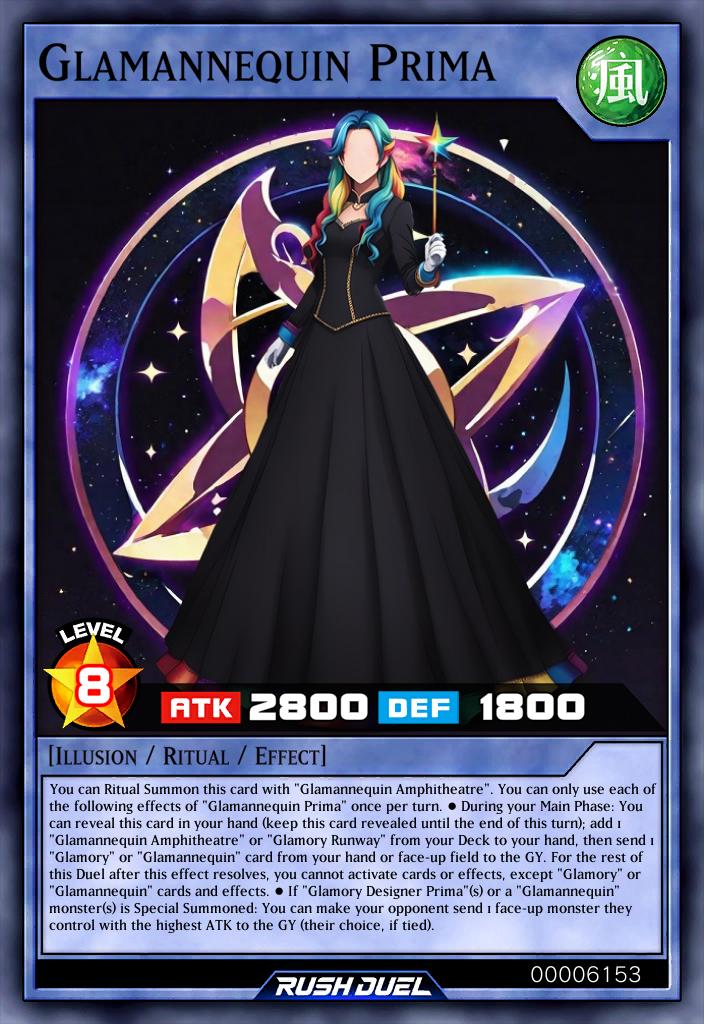 Glamannequin Prima
風
LEVEL
8
ATK 2800 DEF 1800
[Illusion / Ritual / Effect]
You can Ritual Summon this card with "Glamannequin Amphitheatre". You can only use each of
the following effects of "Glamannequin Prima" once per turn. ● During your Main Phase: You
can reveal this card in your hand (keep this card revealed until the end of this turn); add 1
"Glamannequin Amphitheatre" or "Glamory Runway" from your Deck to your hand, then send 1
"Glamory" or "Glamannequin" card from your hand or face-up field to the GY. For the rest of
this Duel after this effect resolves, you cannot activate cards or effects, except "Glamory" or
"Glamannequin" cards and effects. ● If "Glamory Designer Prima"(s) or a "Glamannequin"
monster(s) is Special Summoned: You can make your opponent send 1 face-up monster they
control with the highest ATK to the GY (their choice, if tied).
00006153
RUSH DUEL